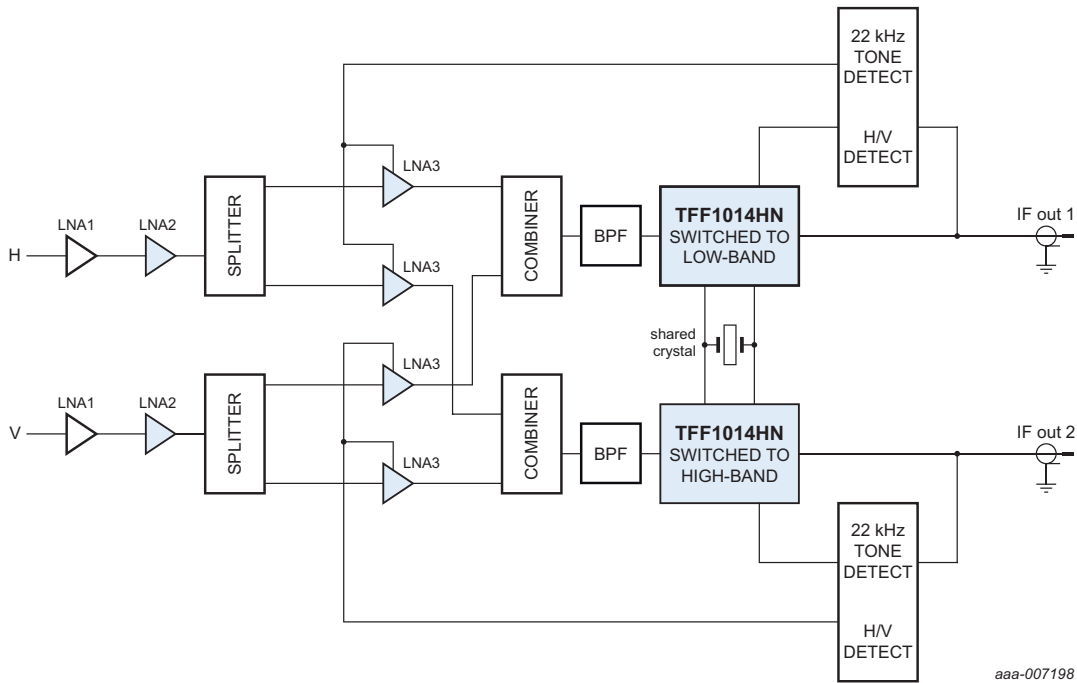 22 kHz
TONE
DETECT
H/V
DETECT
LNA3
LNA1
LNA2
H
SPLITTER
LNA3
COMBINER
BPF
TFF1014HN
SWITCHED TO
LOW-BAND
IF out 1
shared
crystal
LNA3
LNA1
LNA2
V
SPLITTER
LNA3
COMBINER
BPF
TFF1014HN
SWITCHED TO
HIGH-BAND
IF out 2
22 kHz
TONE
DETECT
H/V
DETECT
aaa-007198